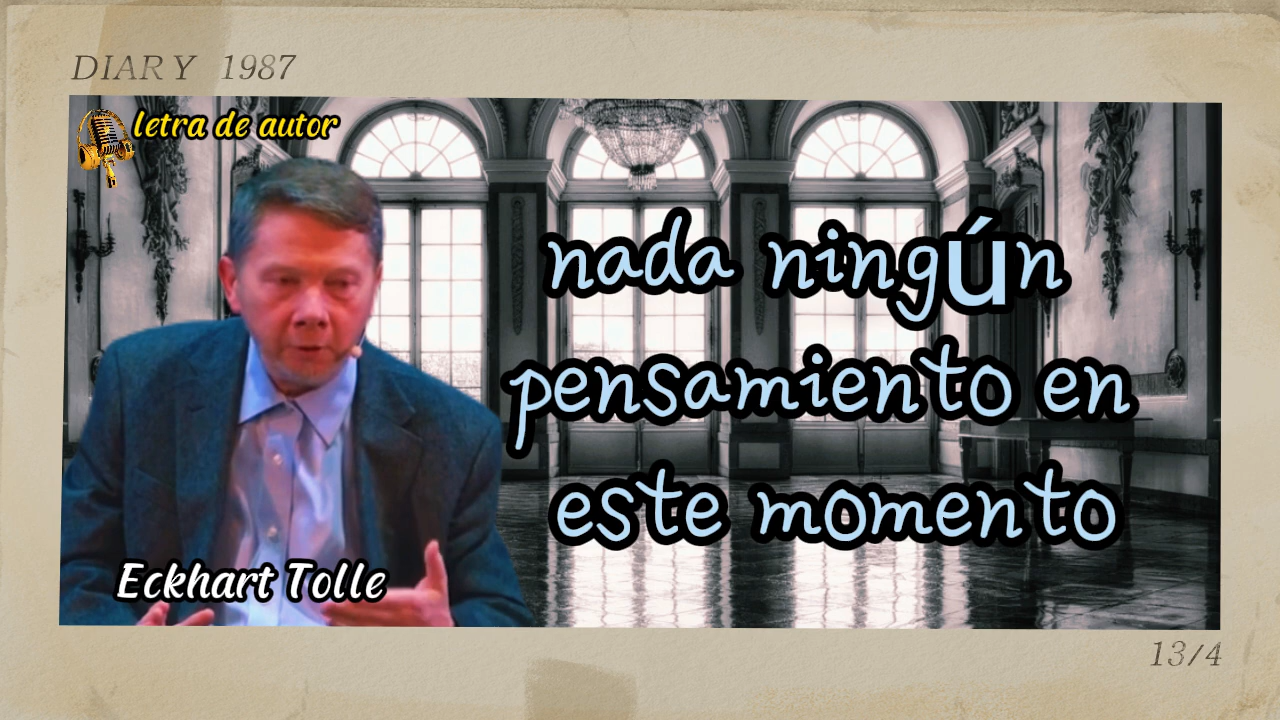 DIARY 1987
letra de autor
nada ningún
pensamiento en
este momento
Eckhart Tolle
13/4